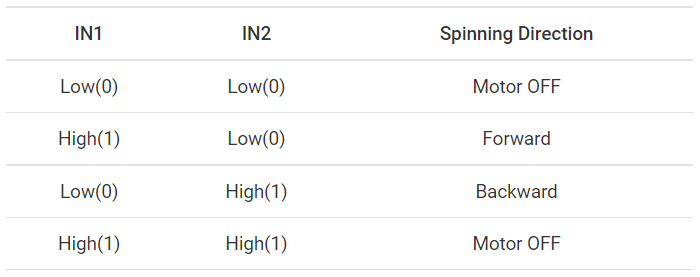 IN1 IN2 Spinning Direction
Low(0) Low(0) Motor OFF
High(1) Low(0) Forward
Low(0) High(1) Backward
High(1) High(1) Motor OFF